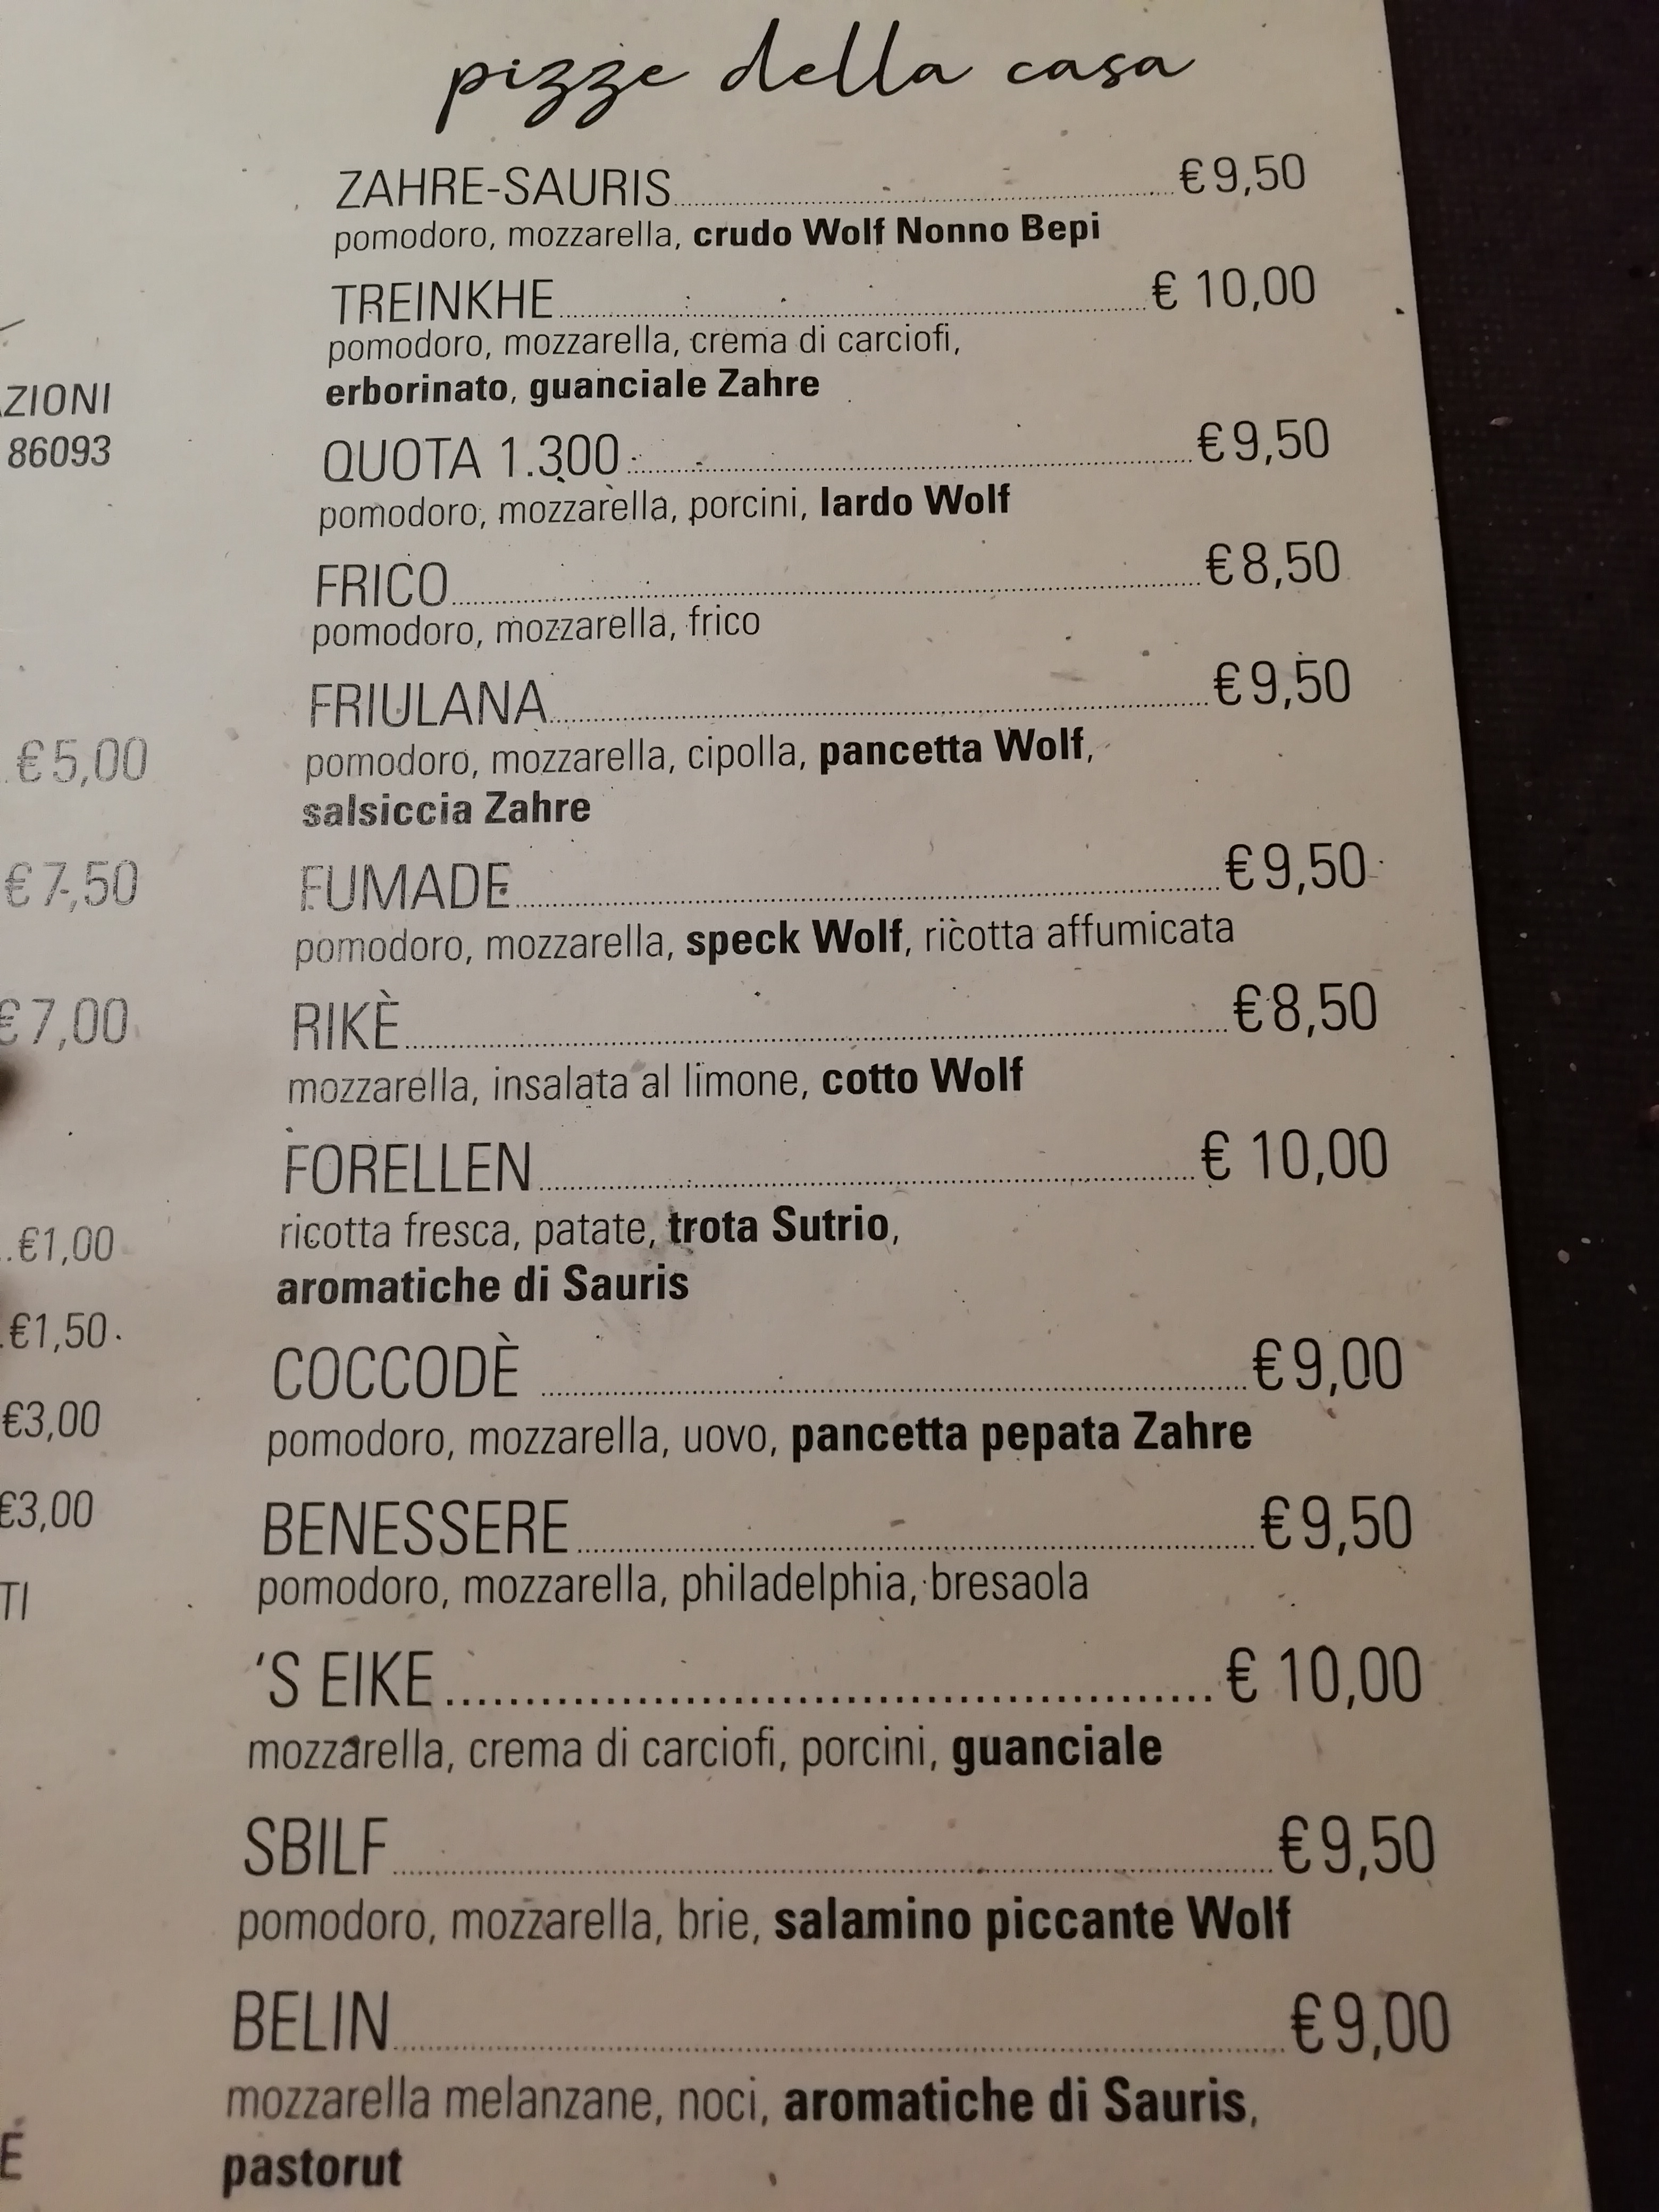 pizze della casa
ZAHRE-SAURIS........€9,50
pomodoro, mozzarella, crudo Wolf Nonno Bepi
TREINKHE........€ 10,00
pomodoro, mozzarella, crema di carciofi,
erborinato, guanciale Zahre
QUOTA 1.300........€9,50
pomodoro, mozzarella, porcini, lardo Wolf
FRICO........€8,50
pomodoro, mozzarella, frico
FRIULANA........€9,50
pomodoro, mozzarella, cipolla, pancetta Wolf,
salsiccia Zahre
FUMADE........€9,50
pomodoro, mozzarella, speck Wolf, ricotta affumicata
RIKÈ........€8,50
mozzarella, insalata al limone, cotto Wolf
FORELLEN........€ 10,00
ricotta fresca, patate, trota Sutrio,
aromatiche di Sauris
COCCODÈ ........€9,00
pomodoro, mozzarella, uovo, pancetta pepata Zahre
BENESSERE........€9,50
pomodoro, mozzarella, philadelphia, bresaola
'S EIKE........€ 10,00
mozzarella, crema di carciofi, porcini, guanciale
SBILF........€9,50
pomodoro, mozzarella, brie, salamino piccante Wolf
BELIN........€9,00
mozzarella melanzane, noci, aromatiche di Sauris,
pastorut
AZIONI
86093
€5,00
€7,50
€7,00
€1,00
€1,50
€3,00
€3,00
TI